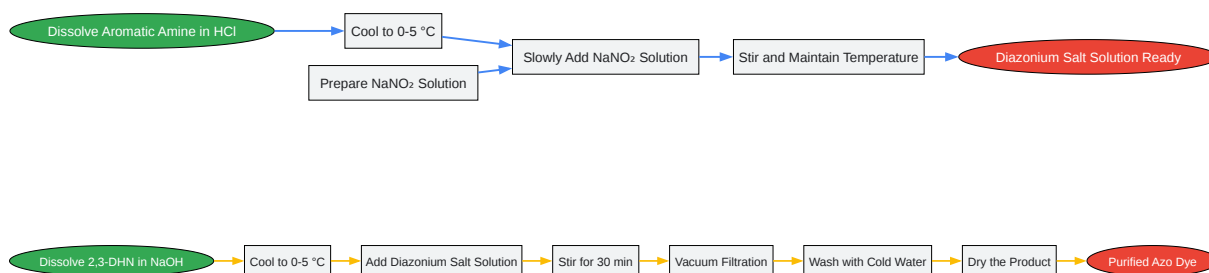 Dissolve Aromatic Amine in HCl
Cool to 0-5 °C
Prepare NaNO₂ Solution
Slowly Add NaNO₂ Solution
Stir and Maintain Temperature
Diazonium Salt Solution Ready
Dissolve 2,3-DHN in NaOH
Cool to 0-5 °C
Add Diazonium Salt Solution
Stir for 30 min
Vacuum Filtration
Wash with Cold Water
Dry the Product
Purified Azo Dye